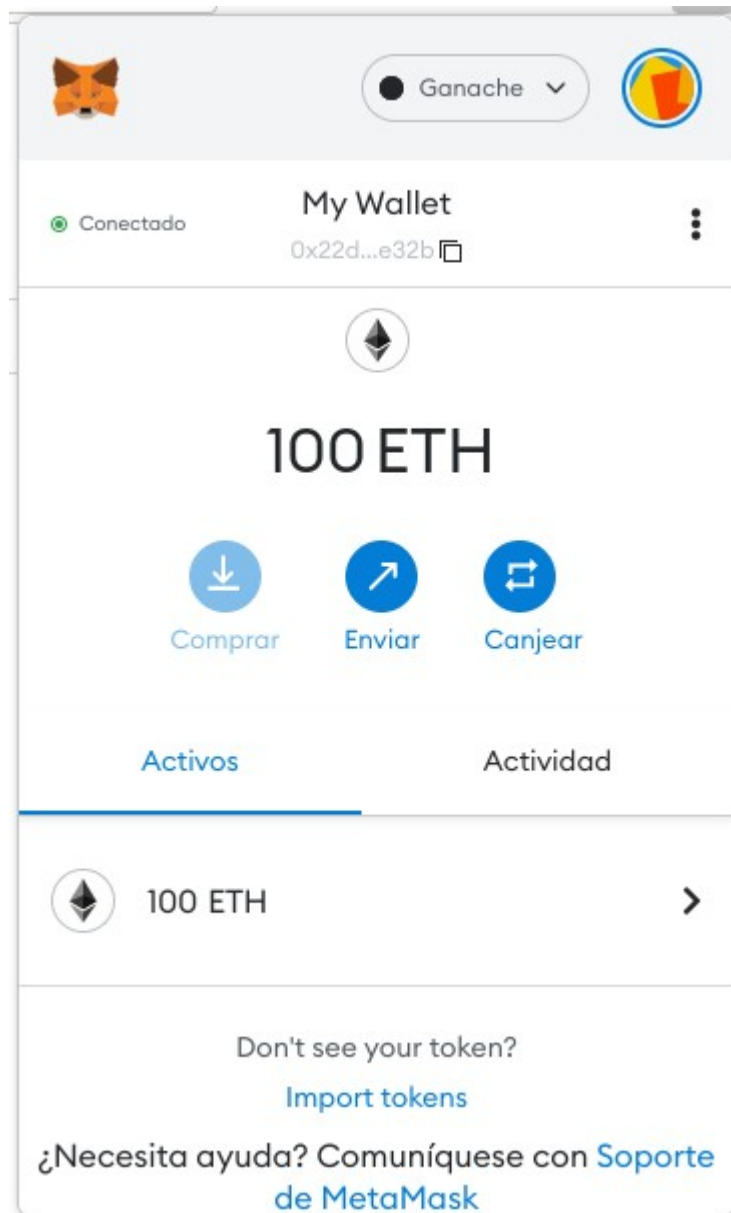 Ganache
Conectado
My Wallet
0x22d...e32b
100 ETH
Comprar Enviar Canjear
Activos Actividad
100 ETH
Don't see your token?
Import tokens
¿Necesita ayuda? Comuníquese con Soporte
de MetaMask